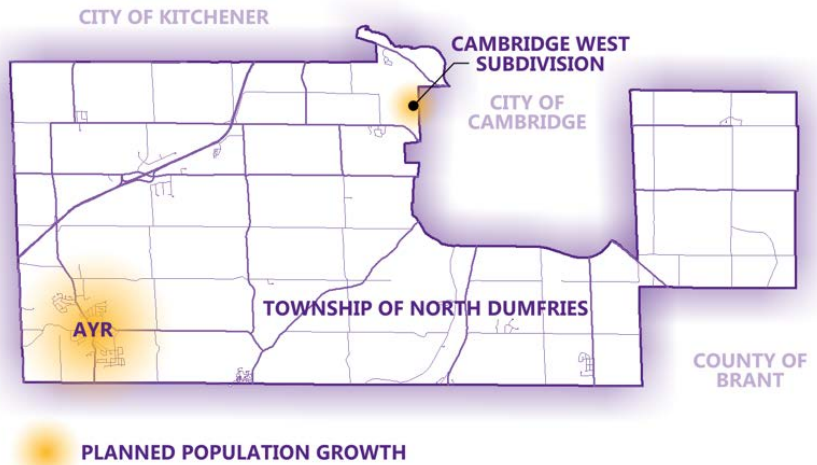 CITY OF KITCHENER
CAMBRIDGE WEST
SUBDIVISION
CITY OF
CAMBRIDGE
TOWNSHIP OF NORTH DUMFRIES
AYR
COUNTY OF
BRANT
PLANNED POPULATION GROWTH